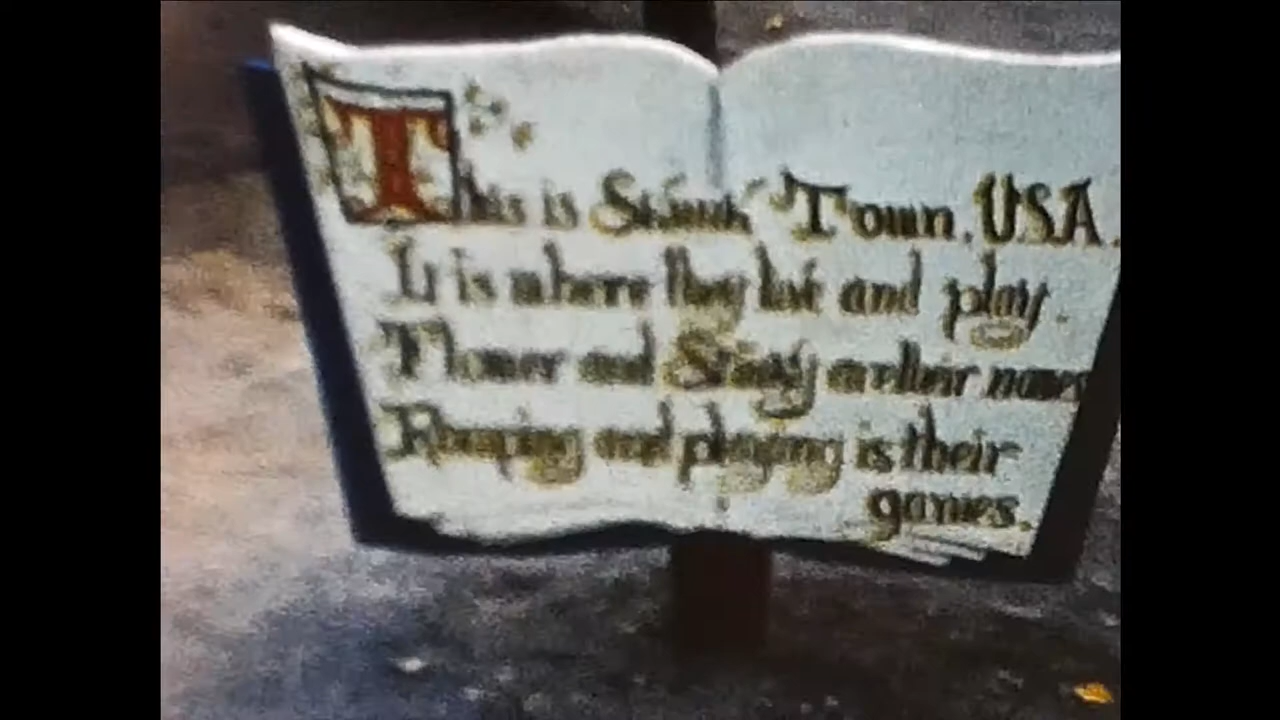 This is Skunk Town, USA.
It is where they live and play.
Flower and Stinky are their names
Romping and playing is their
games.